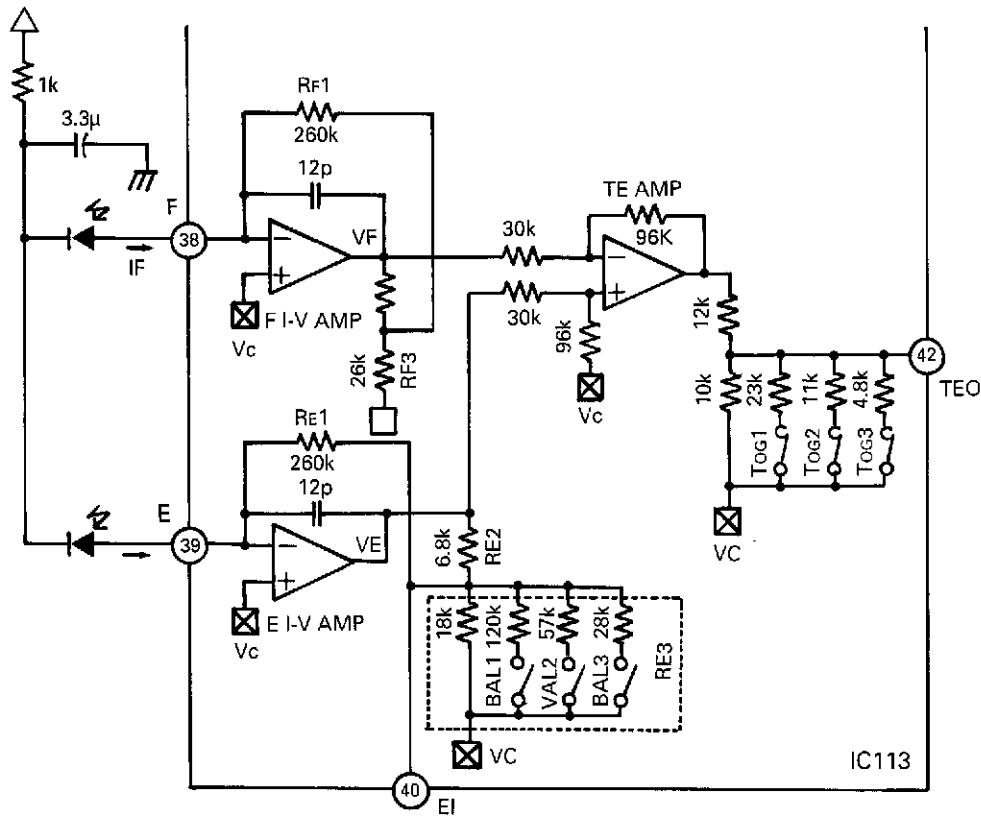 1k
3.3µ
RF1
260k
12p
F
38
IF
VF
F I-V AMP
Vc
26k
RF3
TE AMP
96K
30k
30k
96k
Vc
12k
10k
23k
11k
4.8k
TOG1
TOG2
TOG3
42
TEO
VC
RE1
260k
12p
E
39
VE
E I-V AMP
Vc
6.8k
RE2
18k
120k
57k
28k
BAL1
VAL2
BAL3
RE3
VC
40
EI
IC113